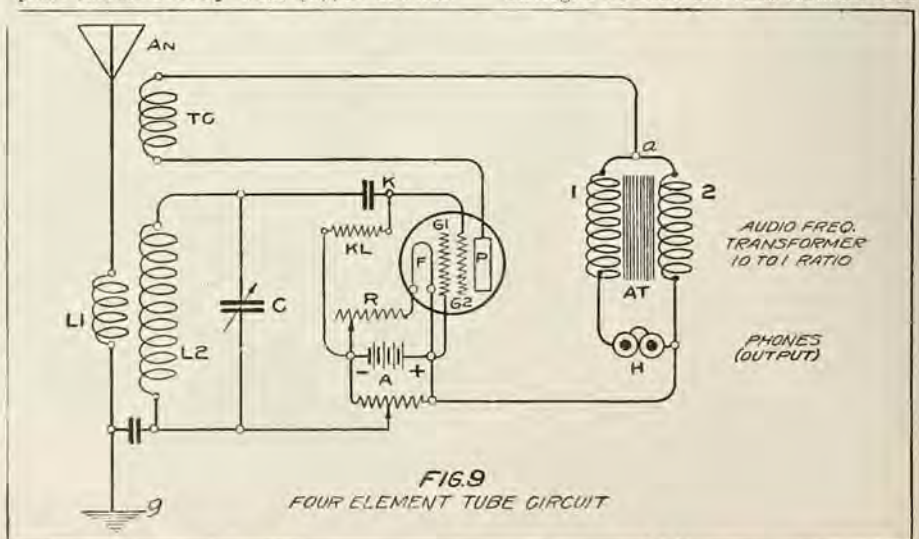 AN
TC
a
1
2
K
KL
G1
F
P
G2
AUDIO FREQ.
TRANSFORMER
10 TO 1 RATIO
AT
R
L1
L2
C
PHONES
(OUTPUT)
H
-
+
A
FIG.9
FOUR ELEMENT TUBE CIRCUIT
g